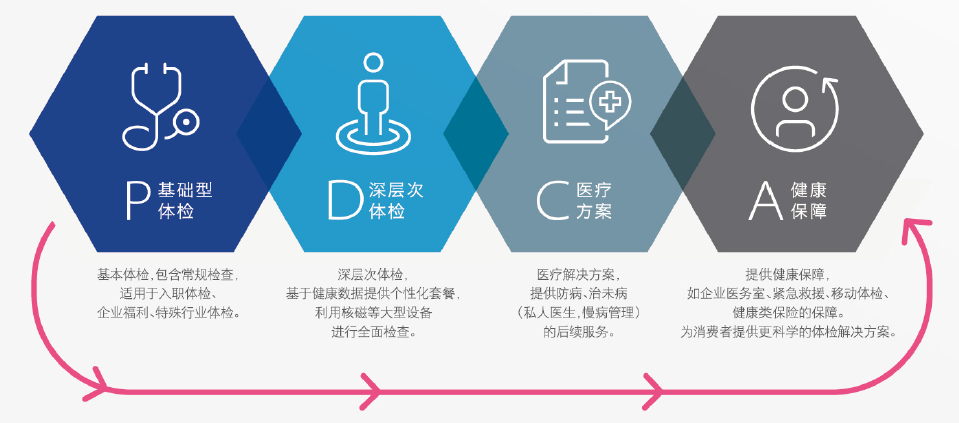 P 基础型
体检
D 深层次
体检
C 医疗
方案
A 健康
保障
基本体检,包含常规检查,
适用于入职体检、
企业福利、特殊行业体检。
深层次体检,
基于健康数据提供个性化套餐,
利用核磁等大型设备
进行全面检查。
医疗解决方案,
提供防病、治未病
(私人医生,慢病管理)
的后续服务。
提供健康保障,
如企业医务室、紧急救援、移动体检、
健康类保险的保障。
为消费者提供更科学的体检解决方案。